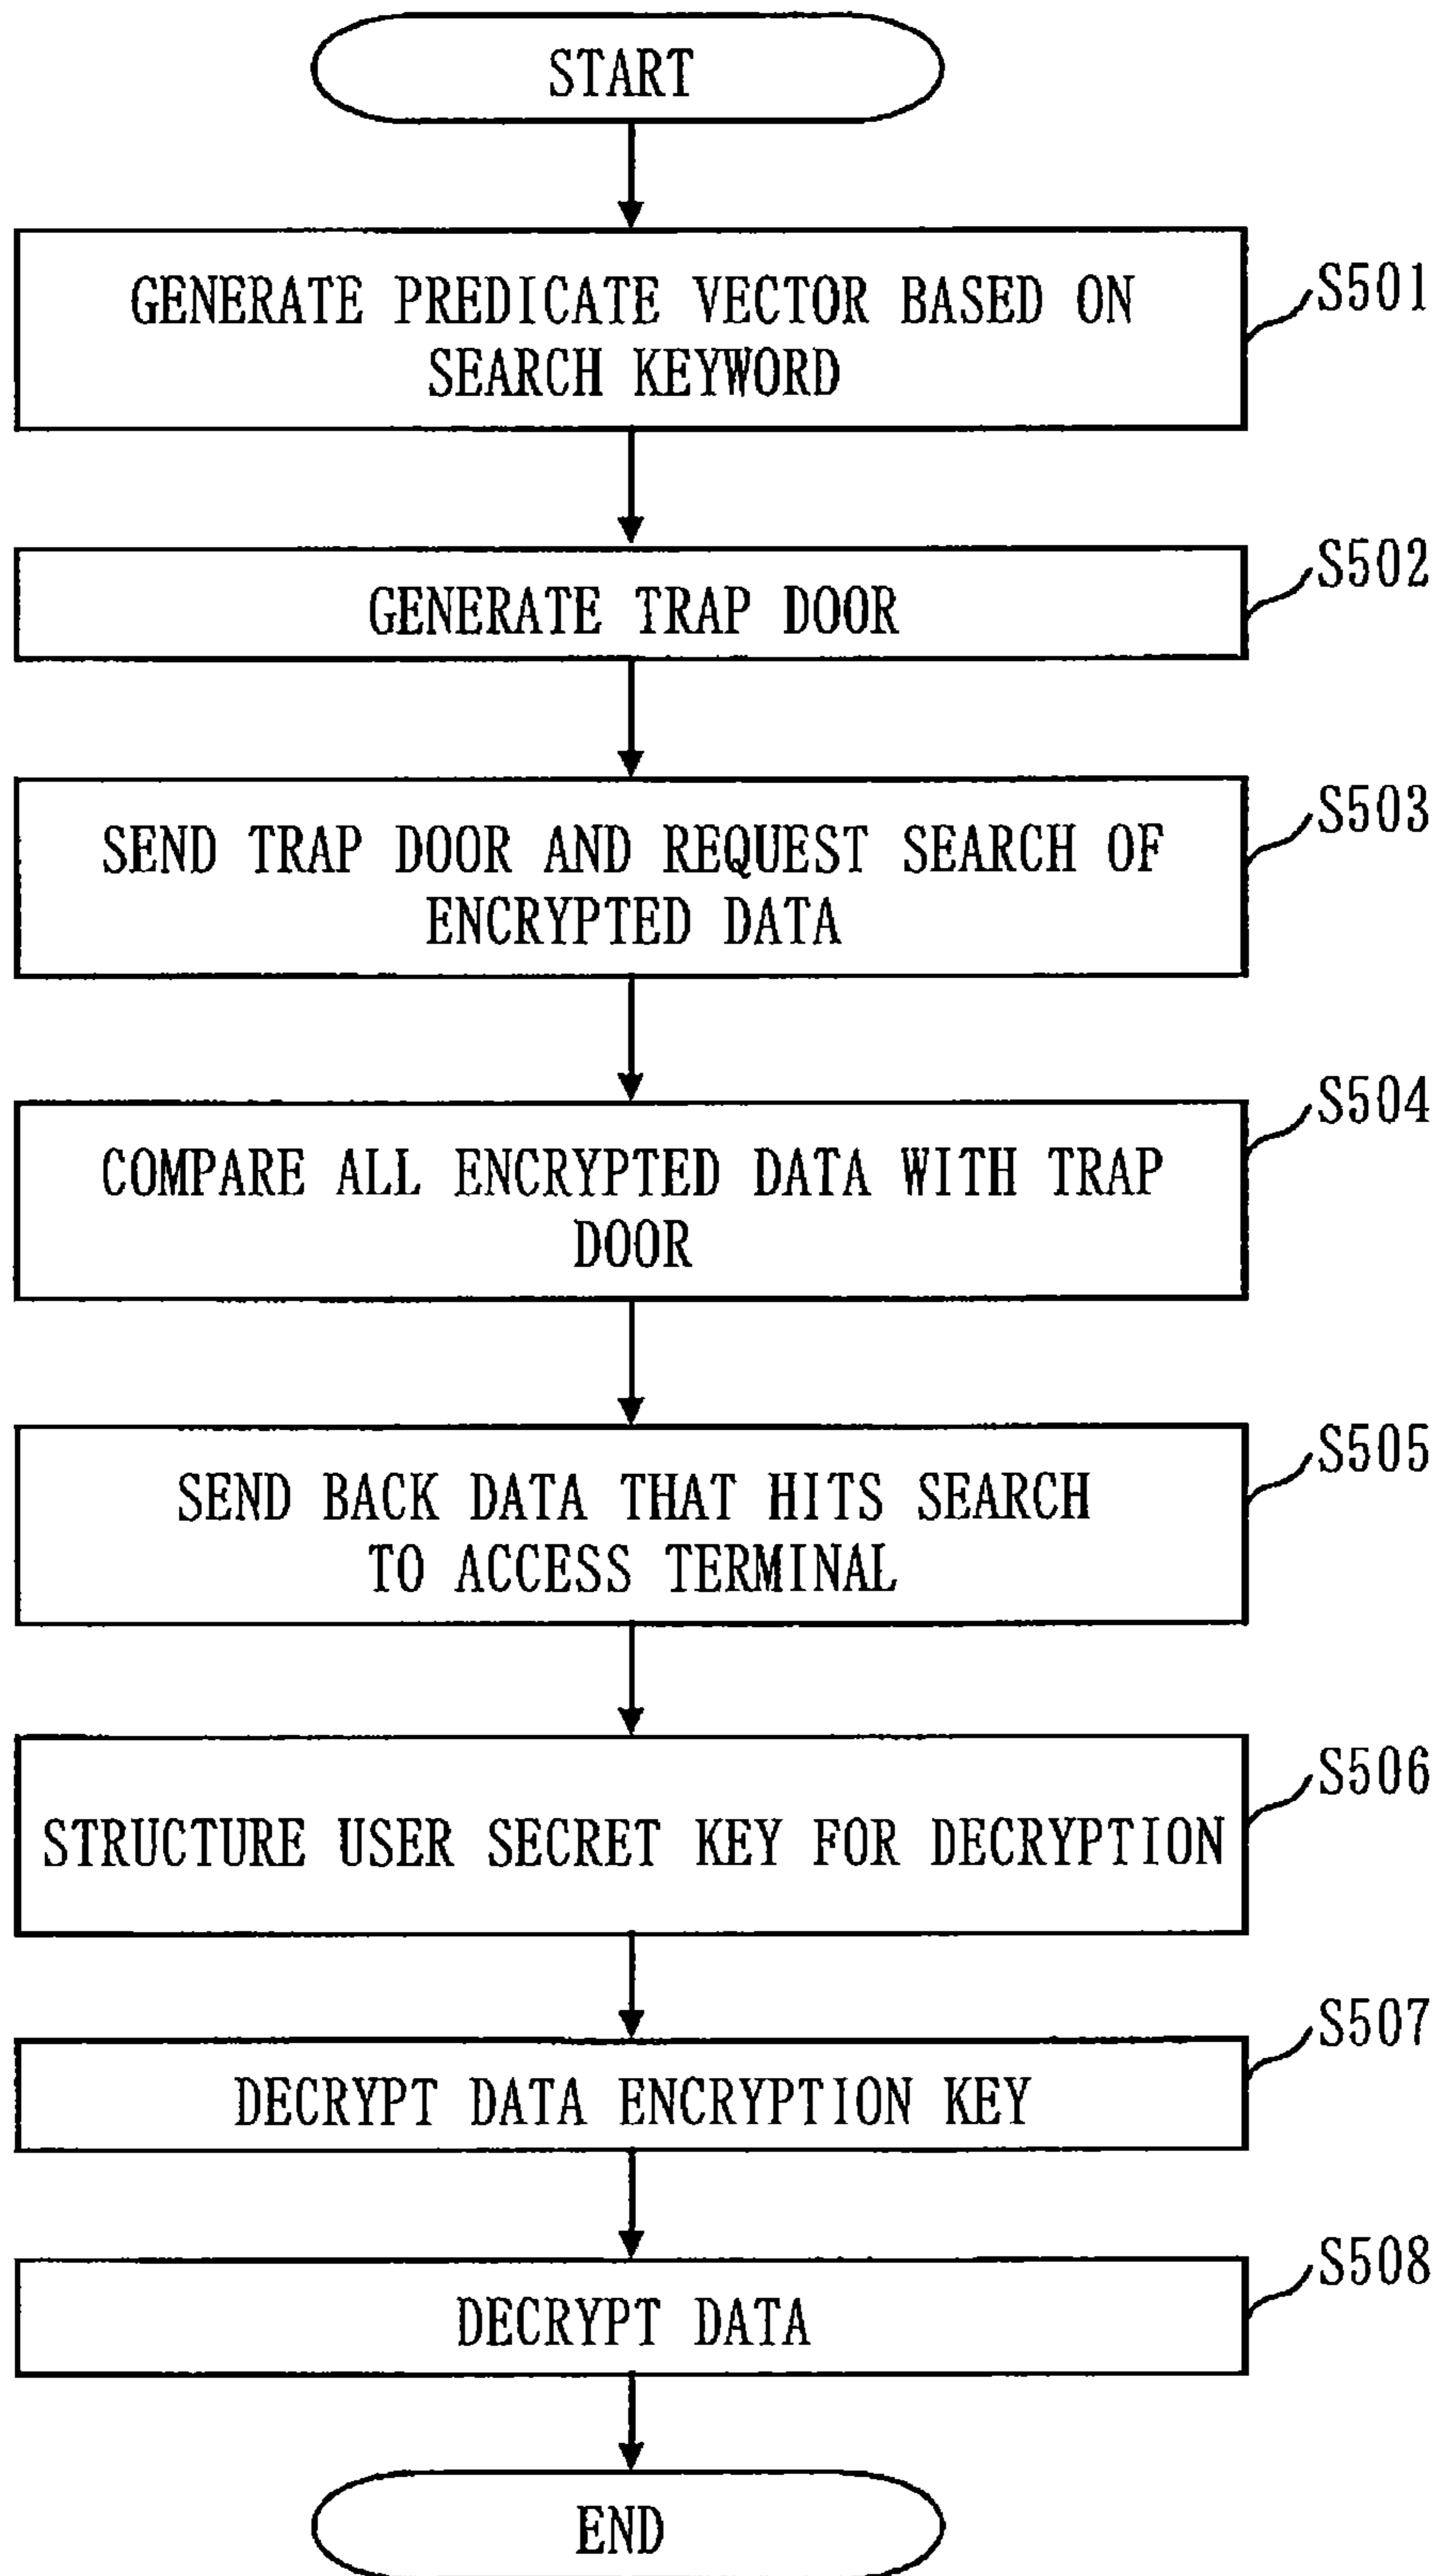 START
GENERATE PREDICATE VECTOR BASED ON
SEARCH KEYWORD
S501
GENERATE TRAP DOOR
S502
SEND TRAP DOOR AND REQUEST SEARCH OF
ENCRYPTED DATA
S503
COMPARE ALL ENCRYPTED DATA WITH TRAP
DOOR
S504
SEND BACK DATA THAT HITS SEARCH
TO ACCESS TERMINAL
S505
STRUCTURE USER SECRET KEY FOR DECRYPTION
S506
DECRYPT DATA ENCRYPTION KEY
S507
DECRYPT DATA
S508
END